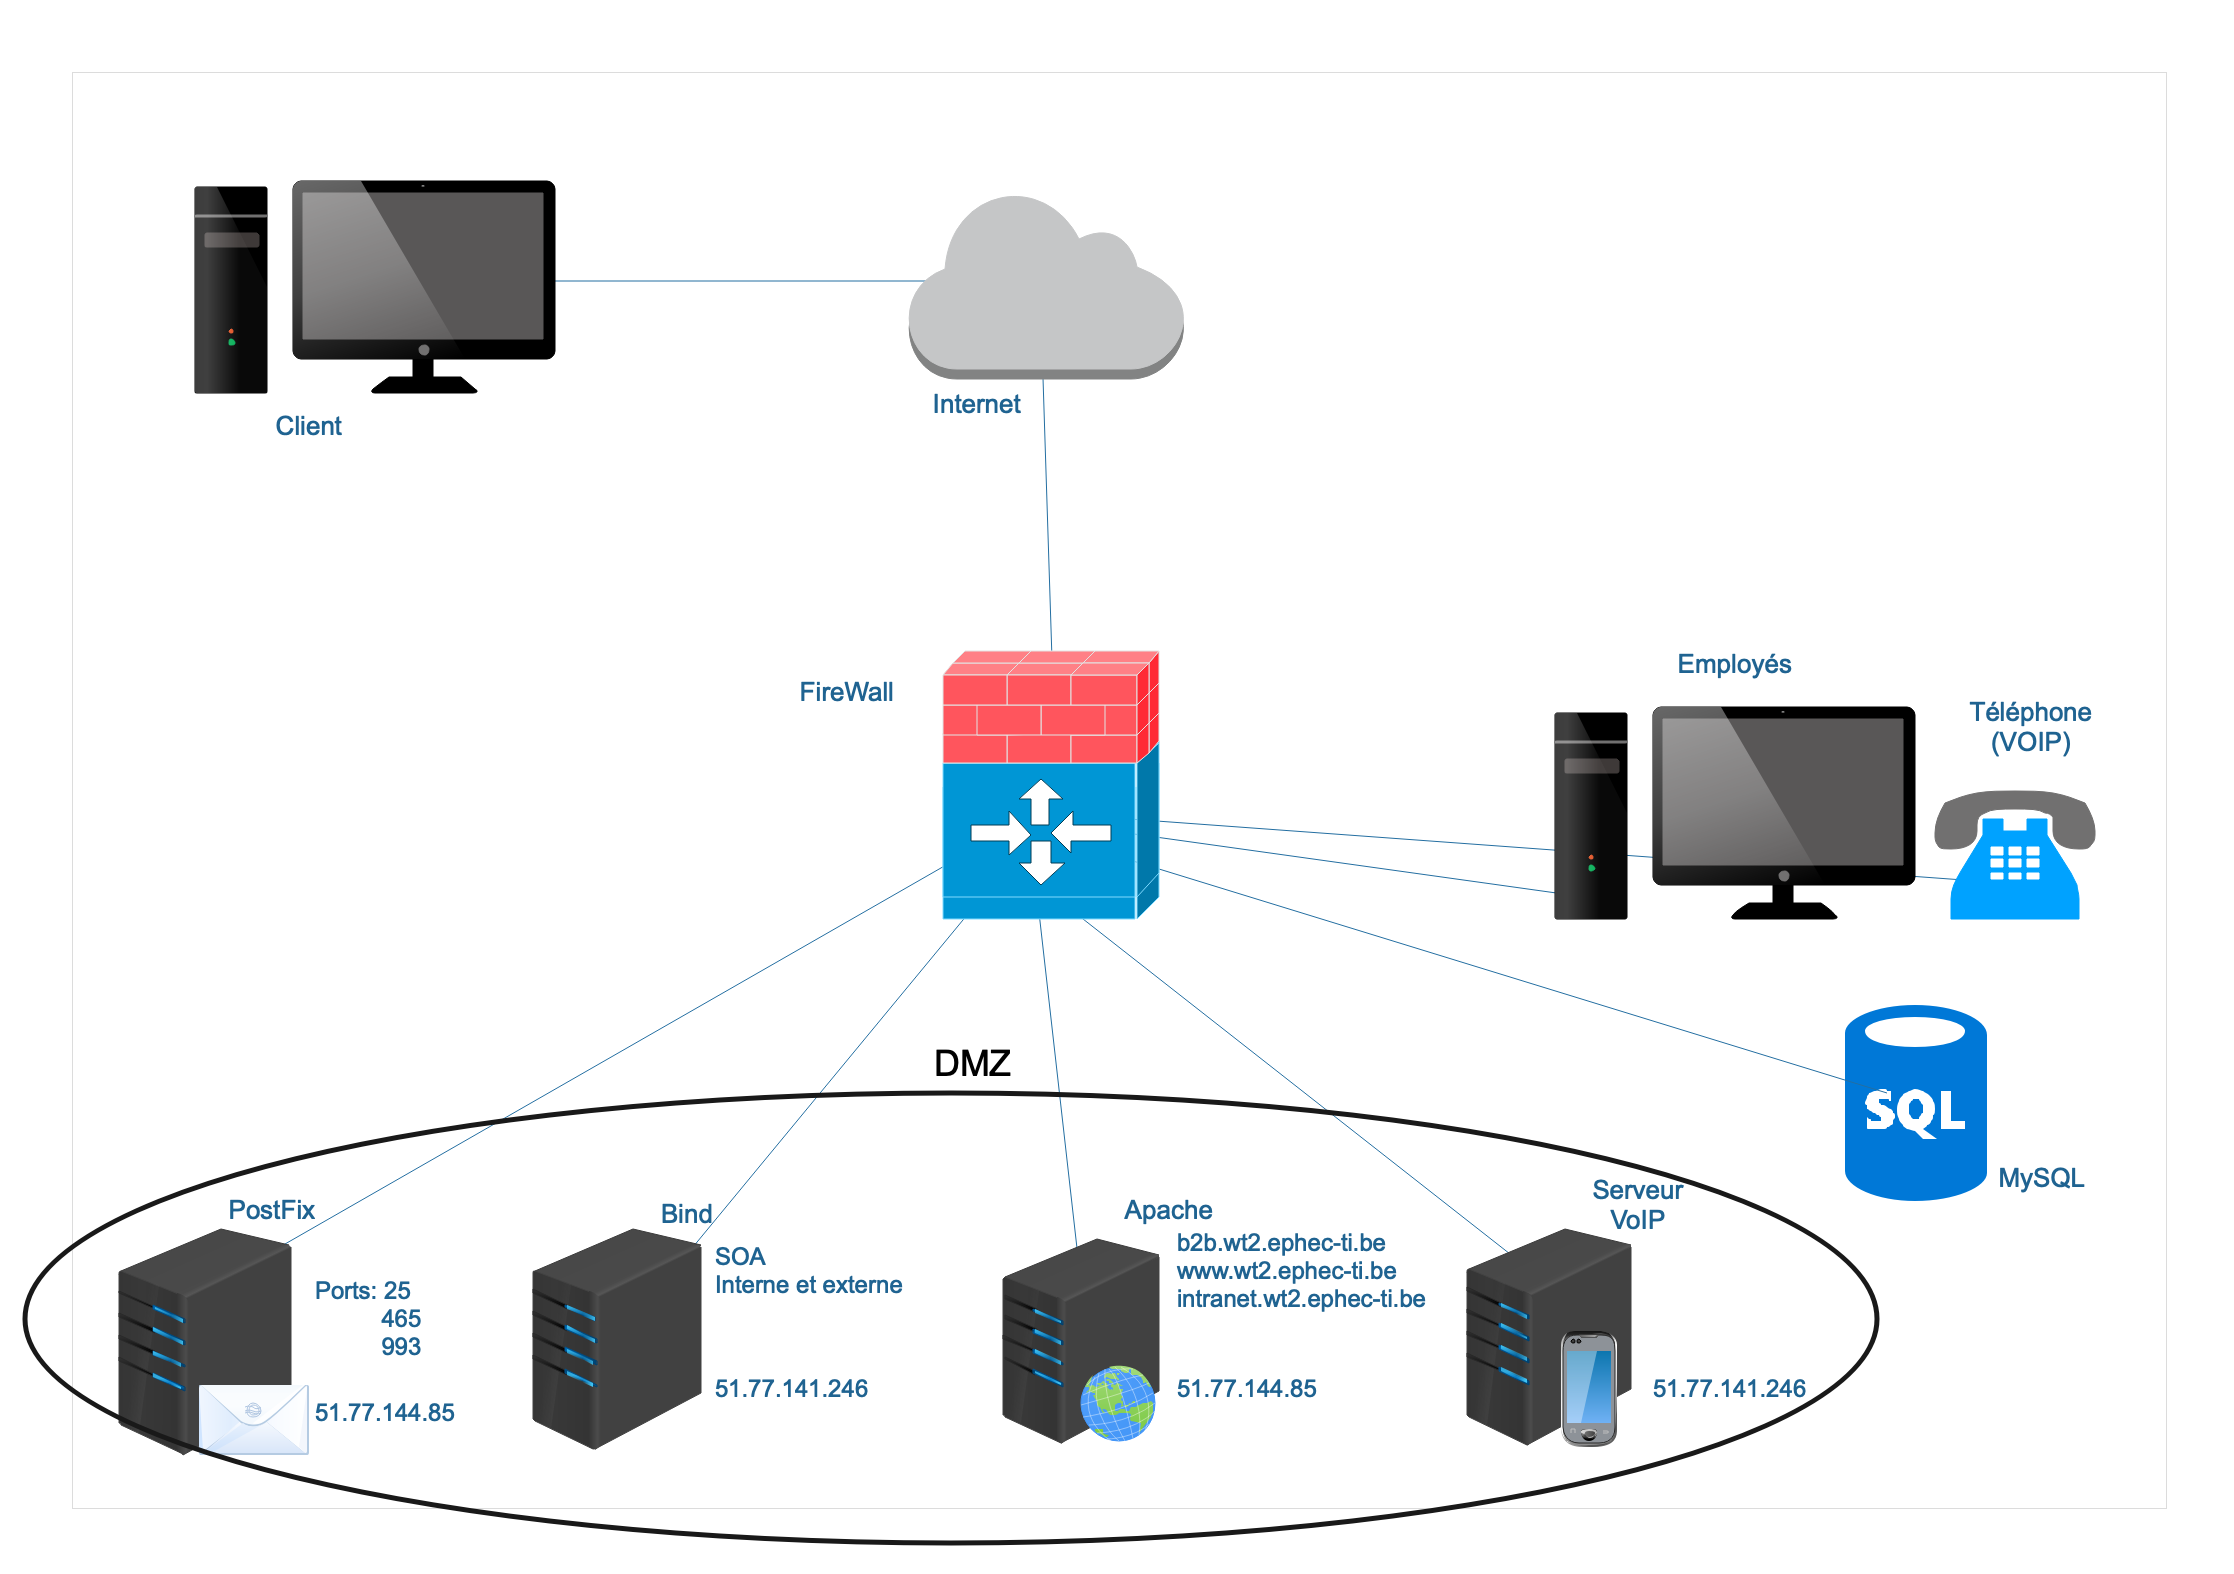 Client
Internet
FireWall
Employés
Téléphone
(VOIP)
DMZ
SQL
MySQL
PostFix
Ports: 25
465
993
51.77.144.85
Bind
SOA
Interne et externe
51.77.141.246
Apache
b2b.wt2.ephec-ti.be
www.wt2.ephec-ti.be
intranet.wt2.ephec-ti.be
51.77.144.85
Serveur
VoIP
51.77.141.246